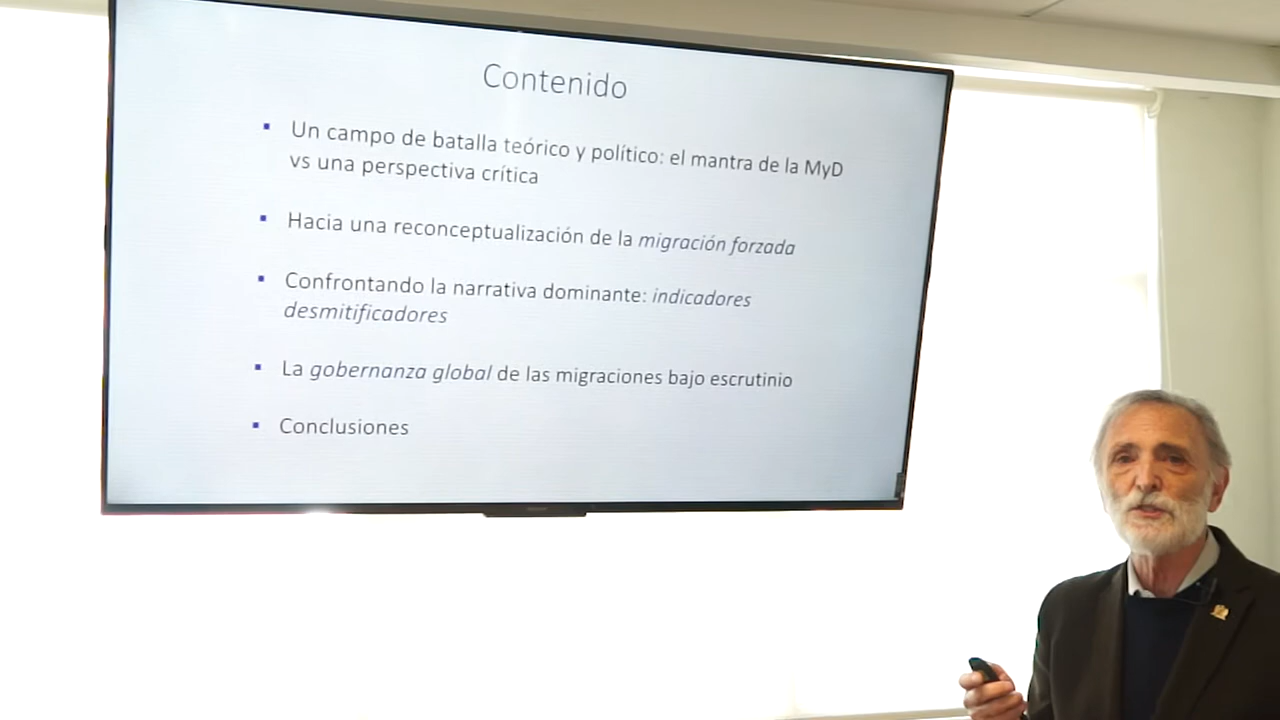 Contenido
▪ Un campo de batalla teórico y político: el mantra de la MyD
vs una perspectiva crítica
▪ Hacia una reconceptualización de la migración forzada
▪ Confrontando la narrativa dominante: indicadores
desmitificadores
▪ La gobernanza global de las migraciones bajo escrutinio
▪ Conclusiones